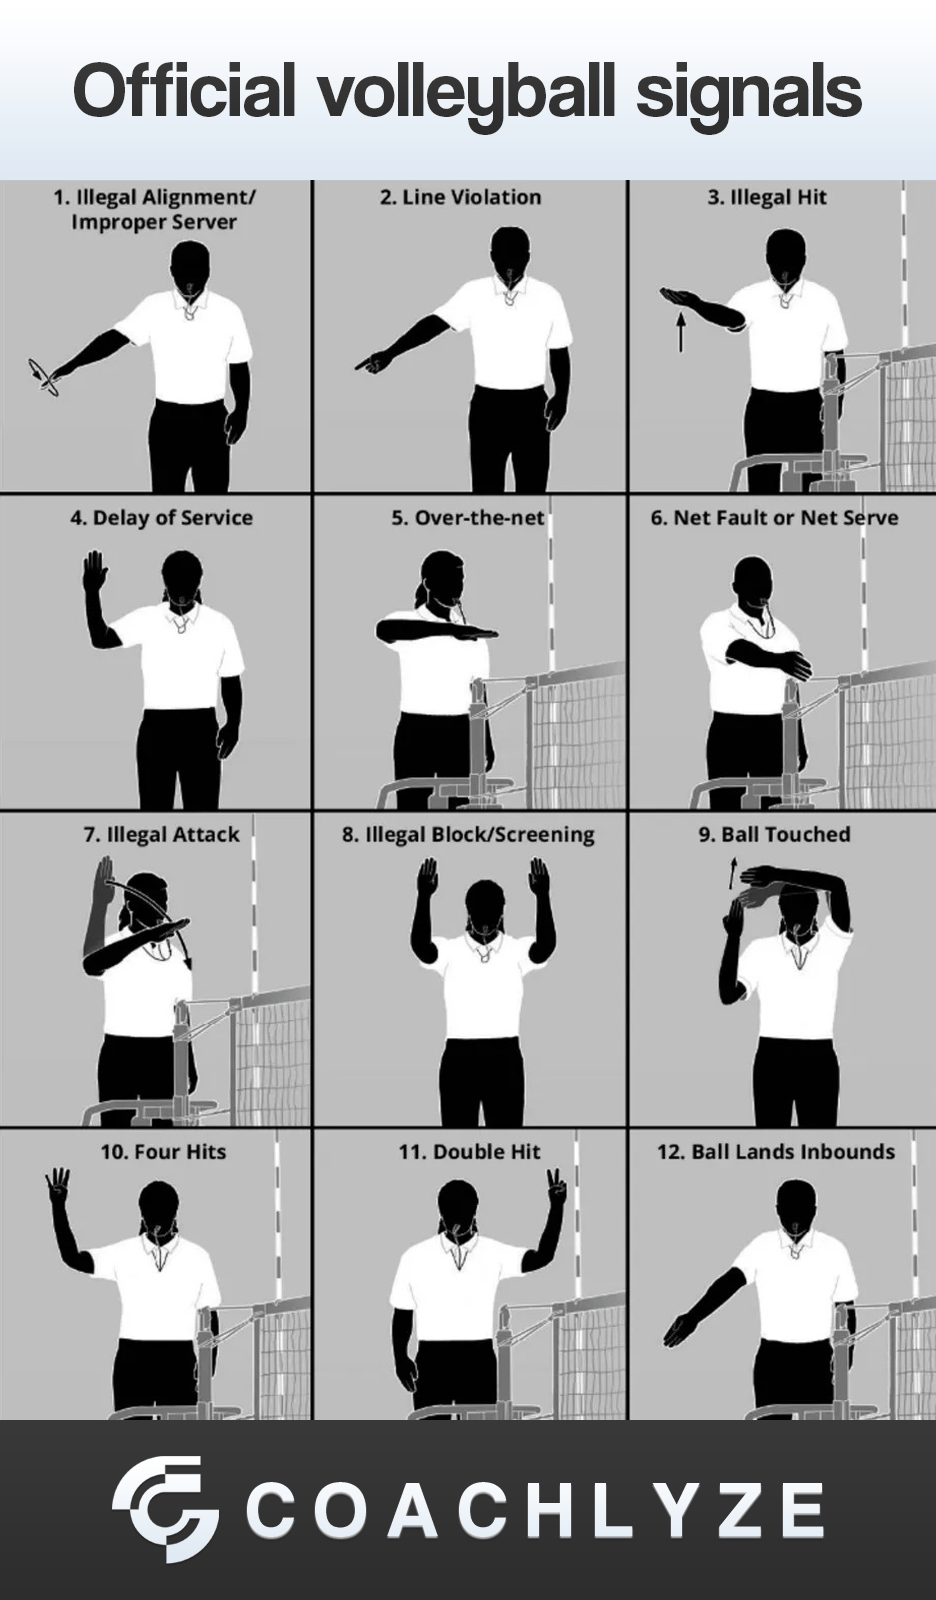 Official volleyball signals
1. Illegal Alignment/
Improper Server
2. Line Violation
3. Illegal Hit
4. Delay of Service
5. Over-the-net
6. Net Fault or Net Serve
7. Illegal Attack
8. Illegal Block/Screening
9. Ball Touched
10. Four Hits
11. Double Hit
12. Ball Lands Inbounds
COACHLYZE